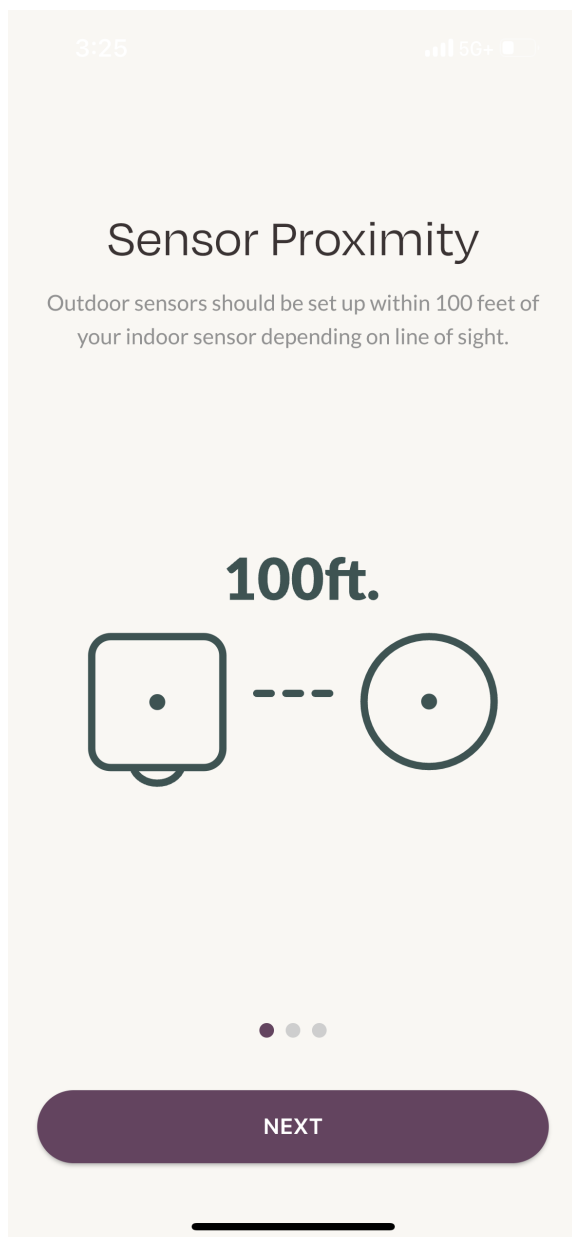 3:25
5G+
Sensor Proximity
Outdoor sensors should be set up within 100 feet of
your indoor sensor depending on line of sight.
100ft.
NEXT